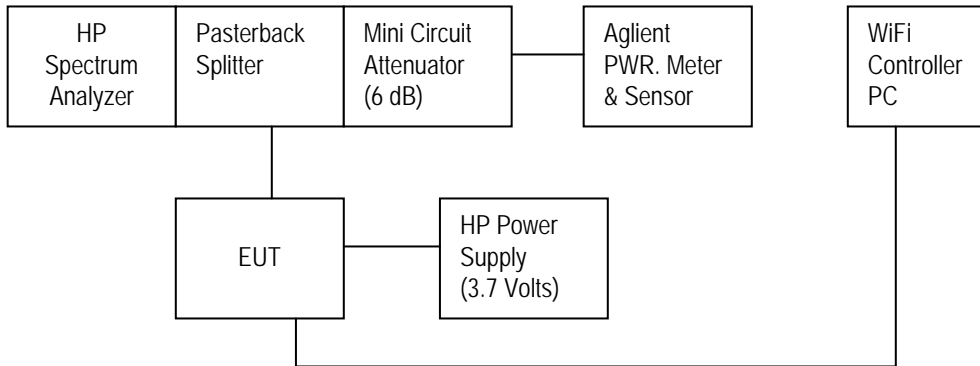 HP
Spectrum
Analyzer
Pasterback
Splitter
Mini Circuit
Attenuator
(6 dB)
Aglient
PWR. Meter
& Sensor
WiFi
Controller
PC
EUT
HP Power
Supply
(3.7 Volts)